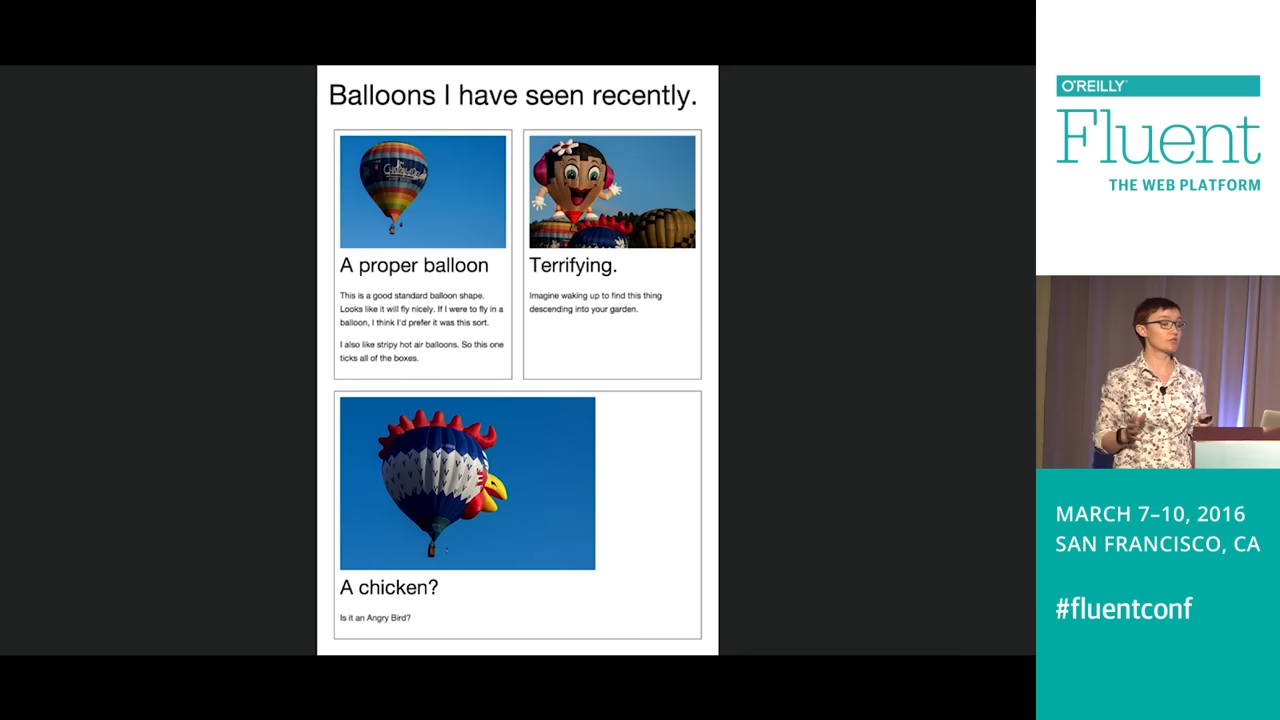 Balloons I have seen recently.
A proper balloon
This is a good standard balloon shape.
Looks like it will fly nicely. If I were to fly in a
balloon, I think I'd prefer it was this sort.
I also like stripy hot air balloons. So this one
ticks all of the boxes.
Terrifying.
Imagine waking up to find this thing
descending into your garden.
A chicken?
Is it an Angry Bird?
O'REILLY
Fluent
THE WEB PLATFORM
MARCH 7–10, 2016
SAN FRANCISCO, CA
#fluentconf